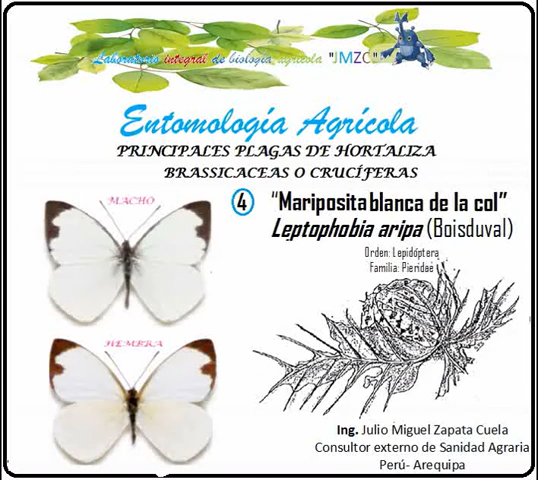 Laboratorio integral de biología agrícola "JMZC"
Entomología Agrícola
PRINCIPALES PLAGAS DE HORTALIZA
BRASSICACEAS O CRUCÍFERAS
MACHO
4 "Mariposita blanca de la col"
Leptophobia aripa (Boisduval)
Orden: Lepidóptera
Familia: Pieridae
HEMBRA
Ing. Julio Miguel Zapata Cuela
Consultor externo de Sanidad Agraria
Perú- Arequipa